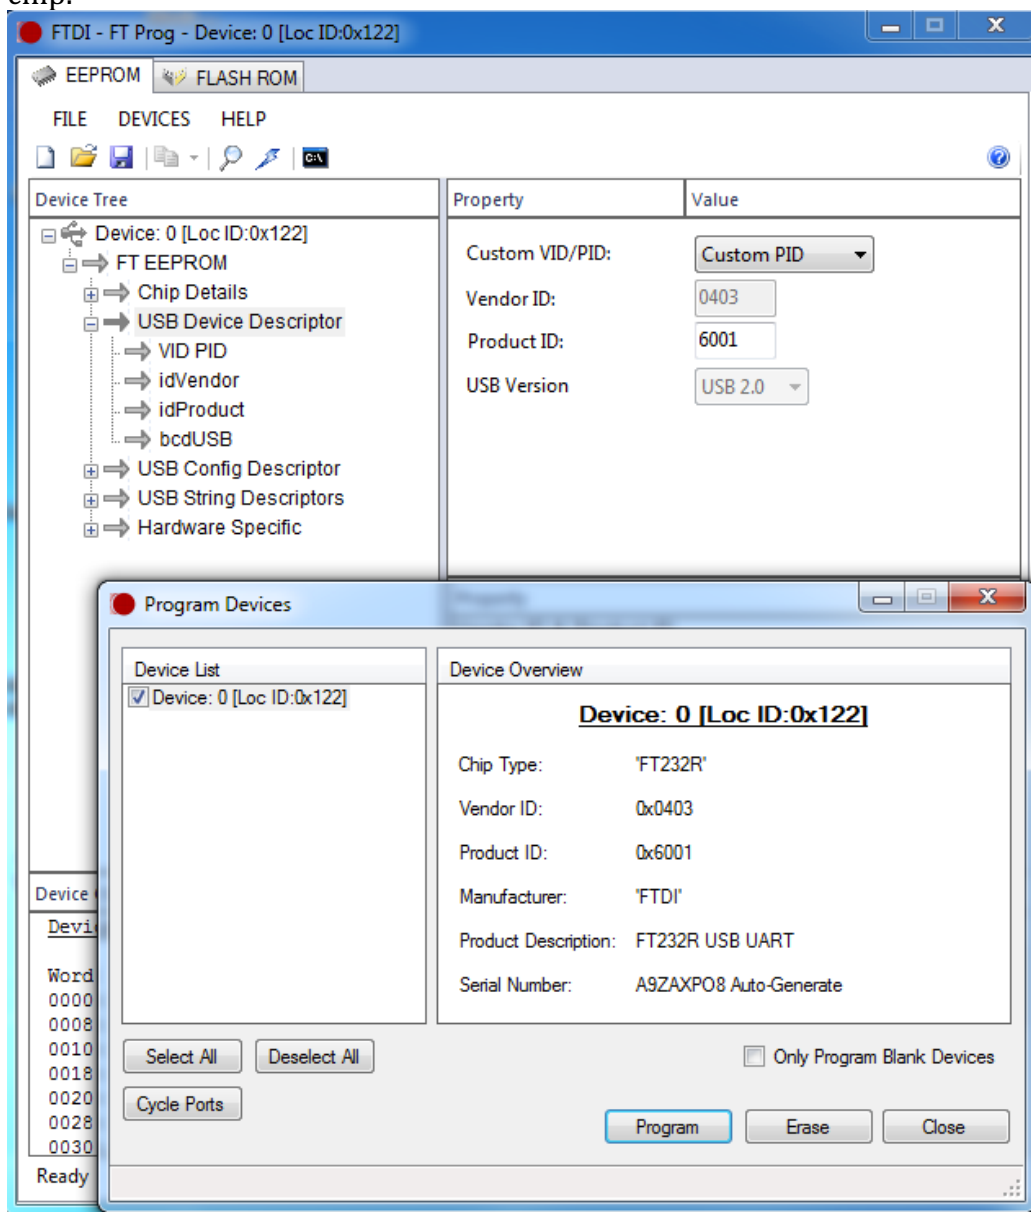 chip.
FTDI - FT Prog - Device: 0 [Loc ID:0x122]
EEPROM FLASH ROM
FILE DEVICES HELP
C:\
Device Tree
Device: 0 [Loc ID:0x122]
FT EEPROM
Chip Details
USB Device Descriptor
VID PID
idVendor
idProduct
bcdUSB
USB Config Descriptor
USB String Descriptors
Hardware Specific
Property Value
Custom VID/PID: Custom PID
Vendor ID: 0403
Product ID: 6001
USB Version USB 2.0
Property
Device
Word
0000
0008
0010
0018
0020
0028
0030
Ready
Program Devices
Device List
Device: 0 [Loc ID:0x122]
Device Overview
Device: 0 [Loc ID:0x122]
Chip Type: 'FT232R'
Vendor ID: 0x0403
Product ID: 0x6001
Manufacturer: 'FTDI'
Product Description: FT232R USB UART
Serial Number: A9ZAXPO8 Auto-Generate
Select All Deselect All
Only Program Blank Devices
Cycle Ports
Program Erase Close